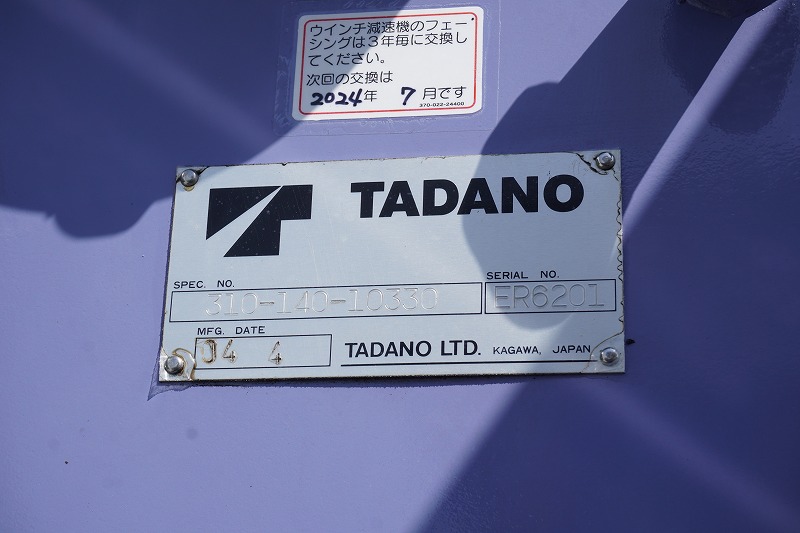 ウインチ減速機のフェー
シングは3年毎に交換し
てください。
次回の交換は
2024年 7月です
370-022-24400
TADANO
SPEC. NO.
310-140-10330
SERIAL NO.
ER6201
MFG. DATE
04 4
TADANO LTD. KAGAWA, JAPAN